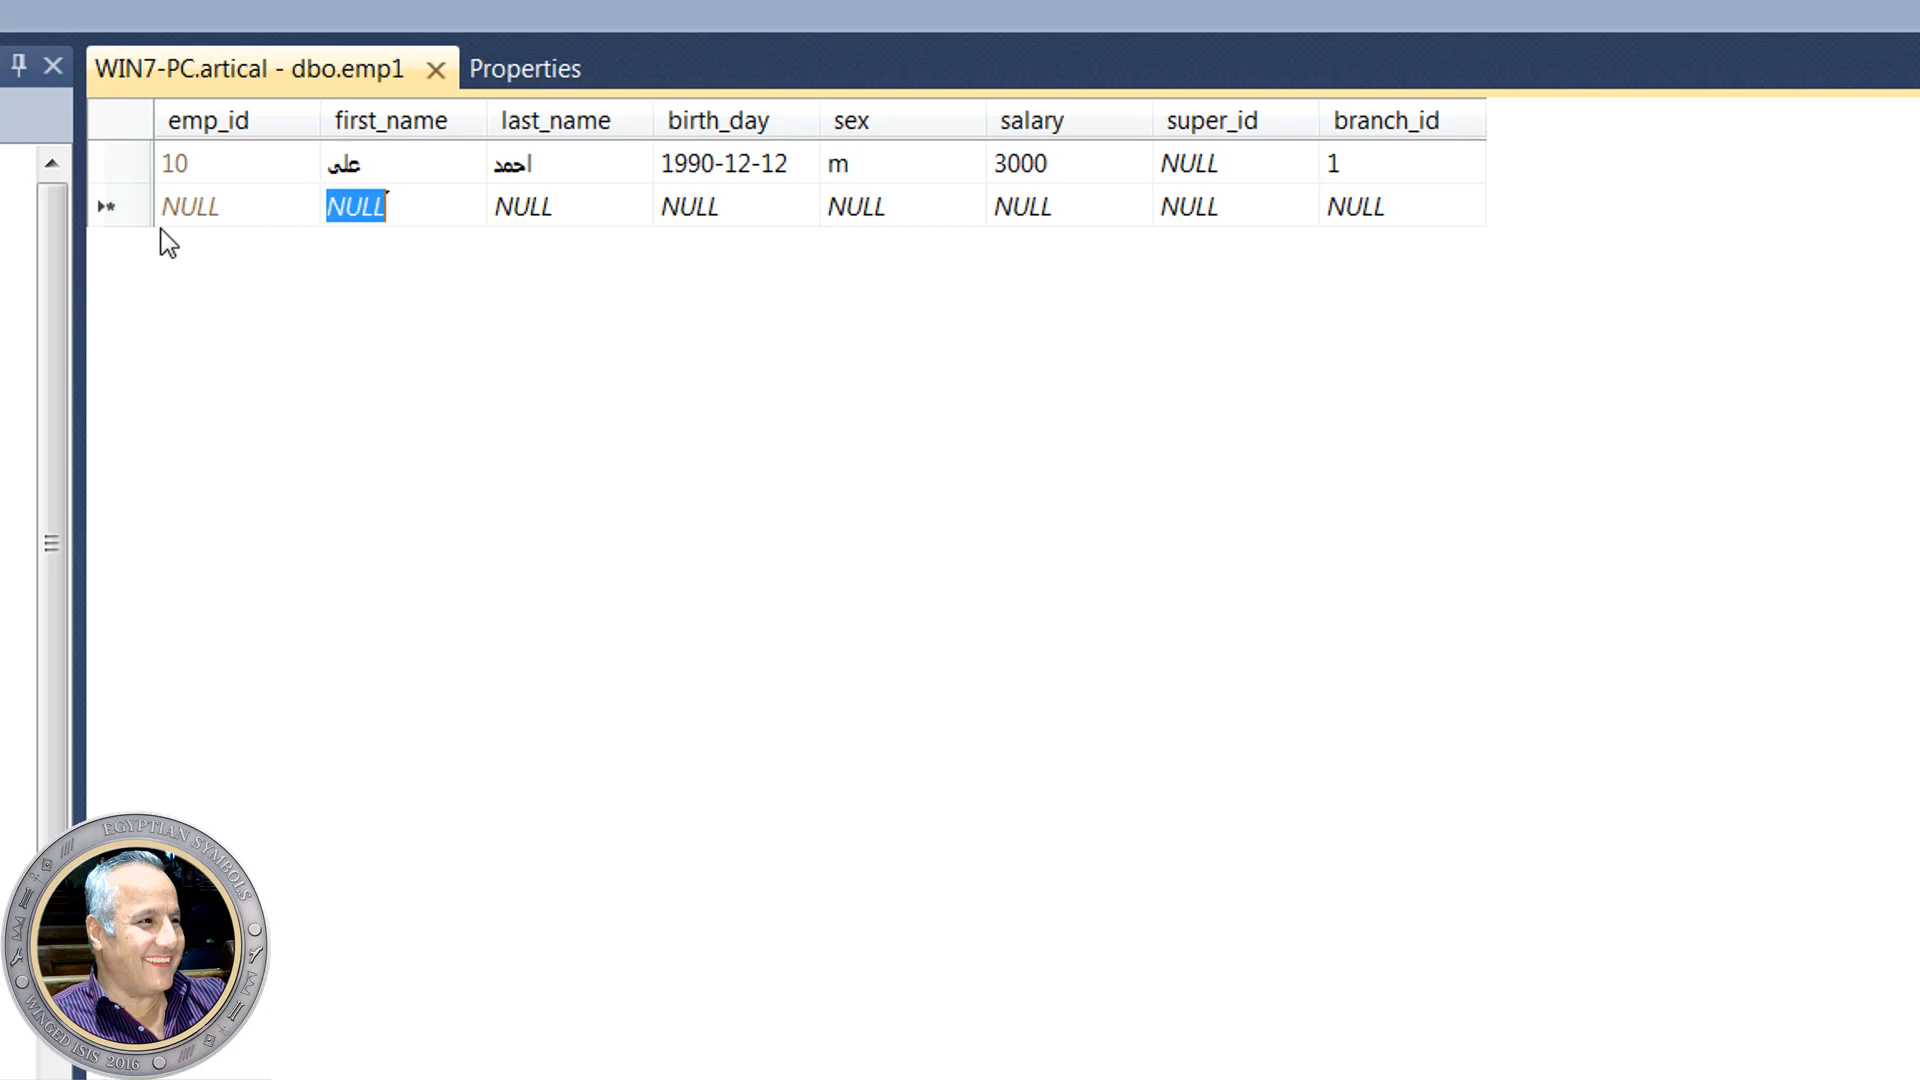 WIN7-PC.artical - dbo.emp1 Properties
emp_id first_name last_name birth_day sex salary super_id branch_id
10 على احمد 1990-12-12 m 3000 NULL 1
NULL NULL NULL NULL NULL NULL NULL NULL
EGYPTIAN SYMBOLS
WINGED ISIS 2016